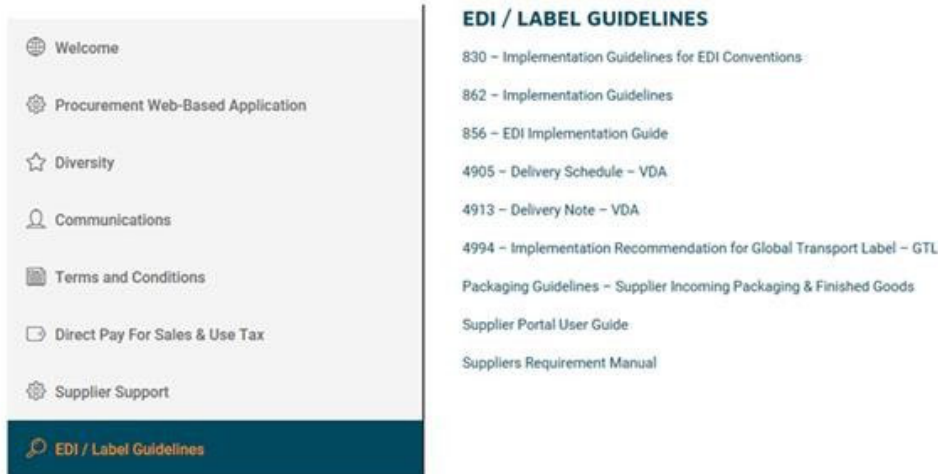 Welcome
Procurement Web-Based Application
Diversity
Communications
Terms and Conditions
Direct Pay For Sales & Use Tax
Supplier Support
EDI / Label Guidelines
EDI / LABEL GUIDELINES
830 – Implementation Guidelines for EDI Conventions
862 – Implementation Guidelines
856 – EDI Implementation Guide
4905 – Delivery Schedule – VDA
4913 – Delivery Note – VDA
4994 – Implementation Recommendation for Global Transport Label – GTL
Packaging Guidelines – Supplier Incoming Packaging & Finished Goods
Supplier Portal User Guide
Suppliers Requirement Manual